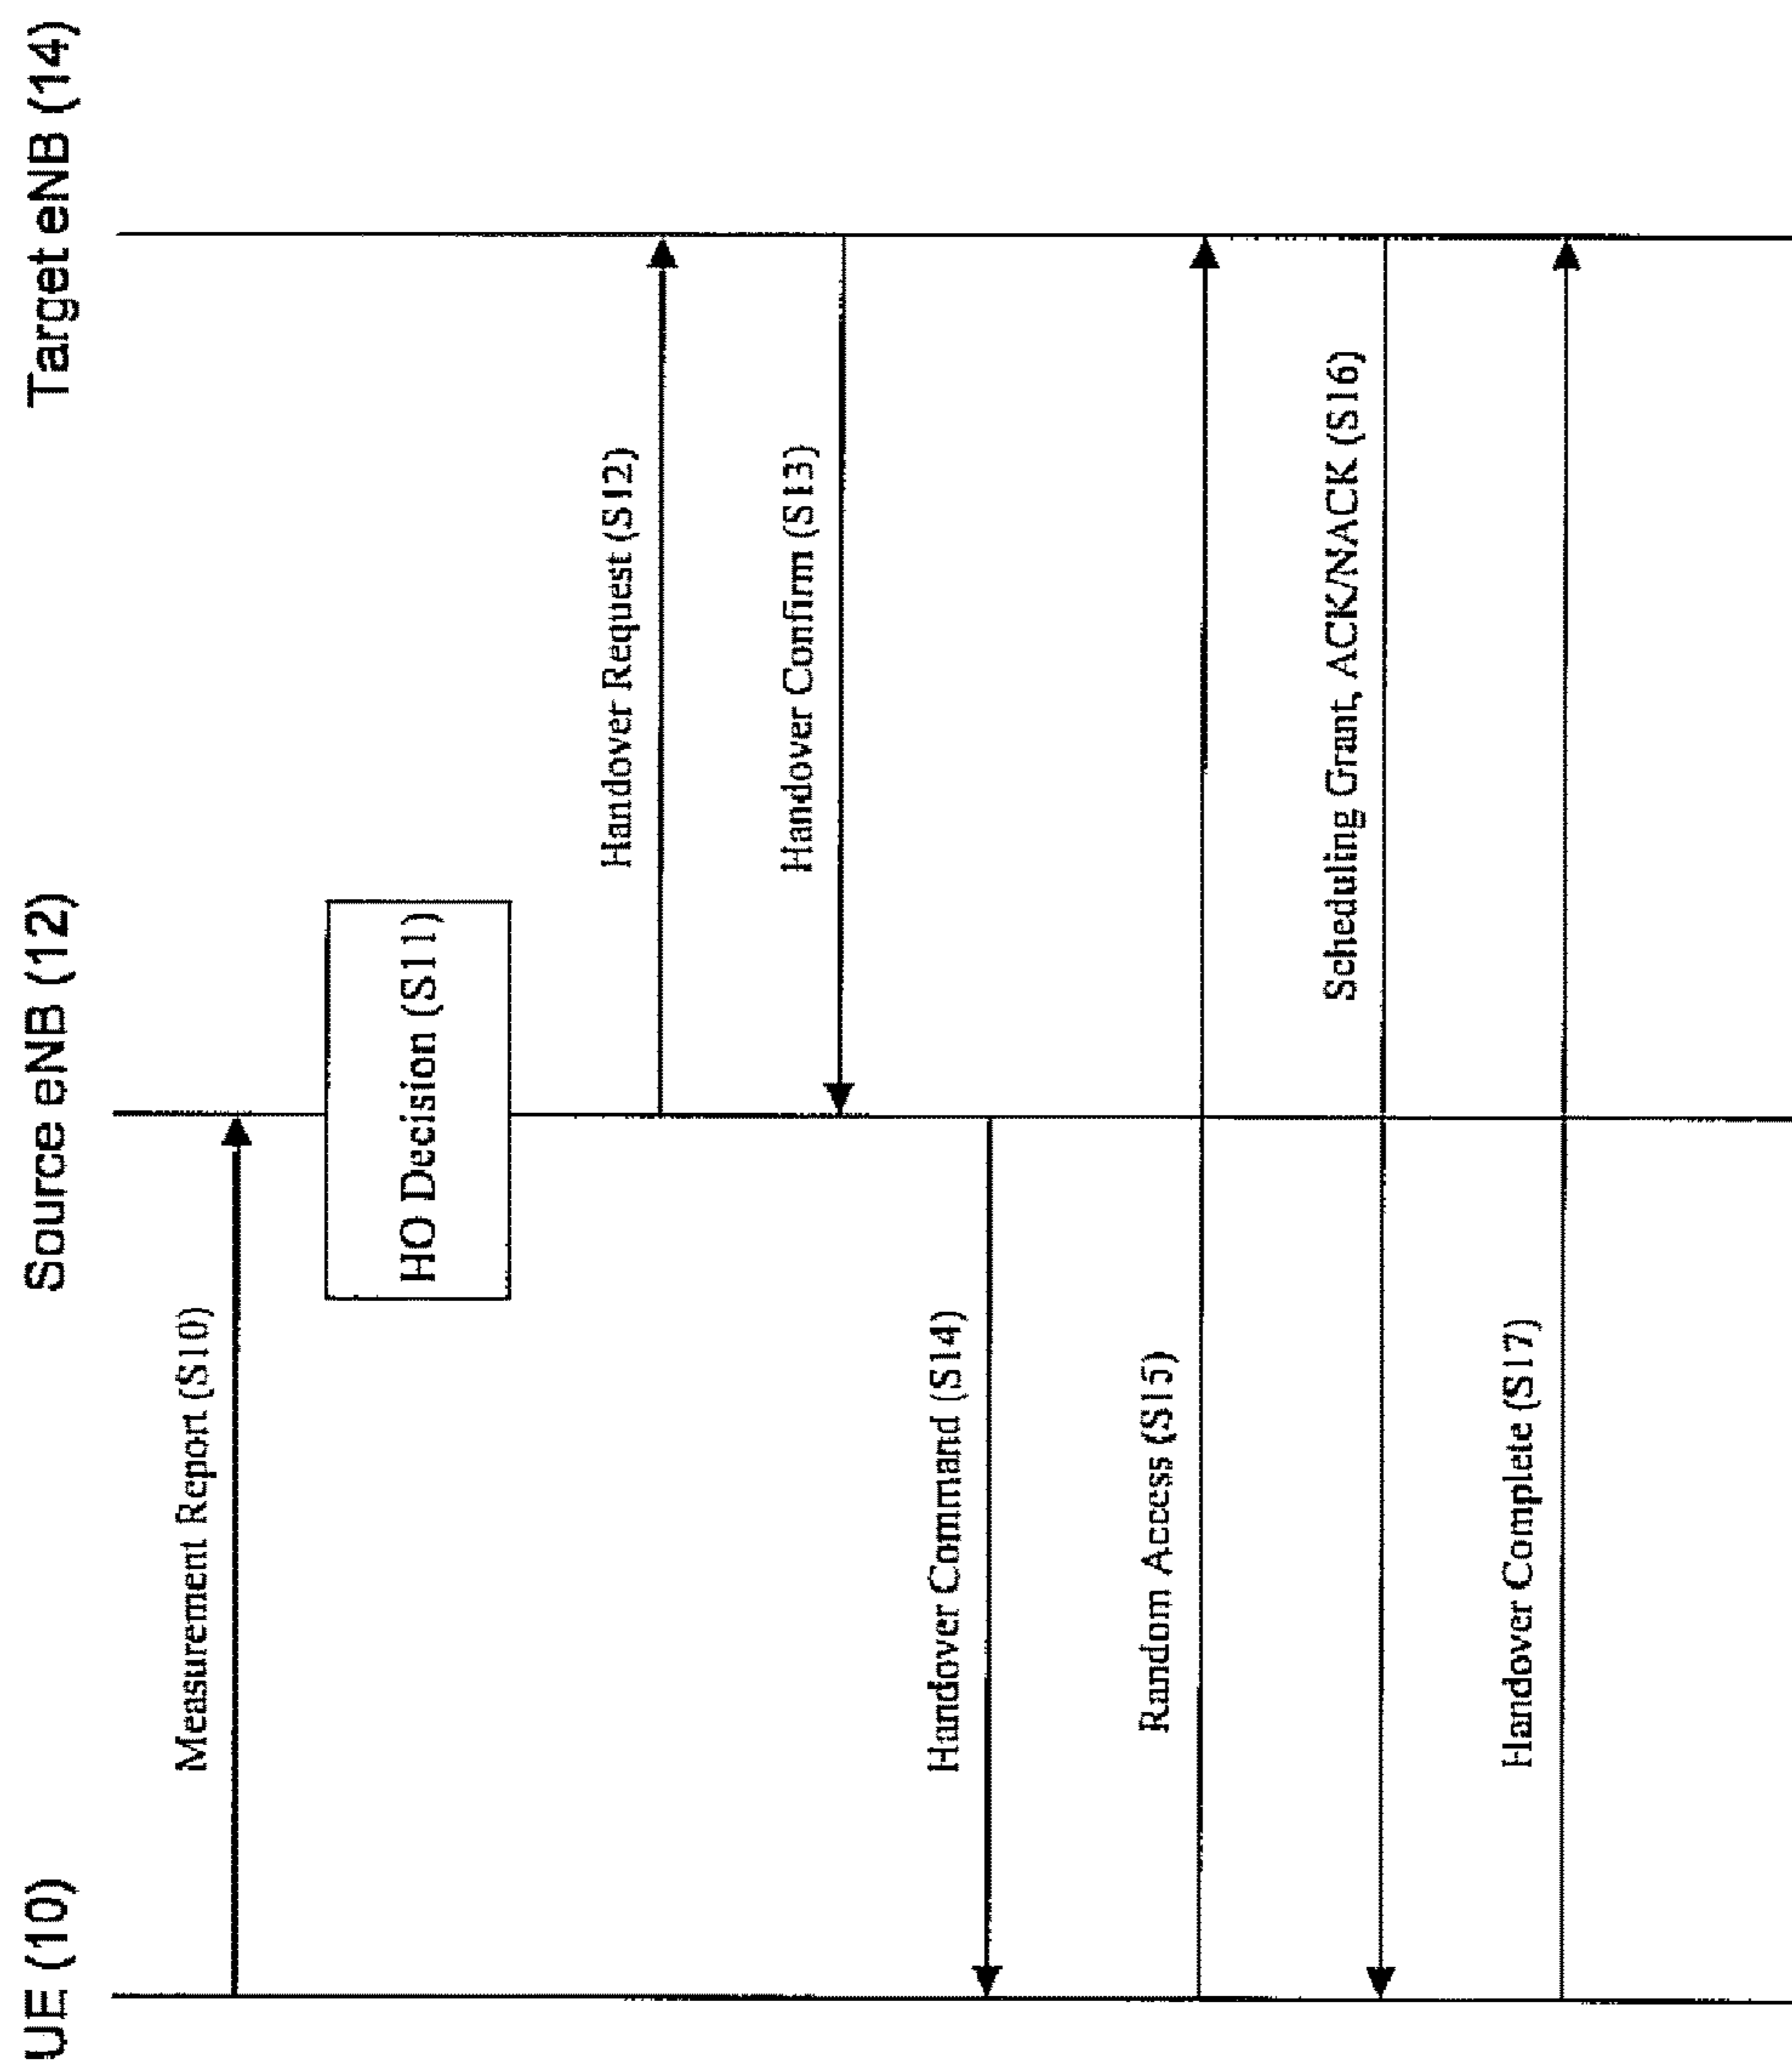 UE (10)
Source eNB (12)
Target eNB (14)
Measurement Report (S10)
HO Decision (S11)
Handover Request (S12)
Handover Confirm (S13)
Handover Command (S14)
Random Access (S15)
Scheduling Grant, ACK/NACK (S16)
Handover Complete (S17)